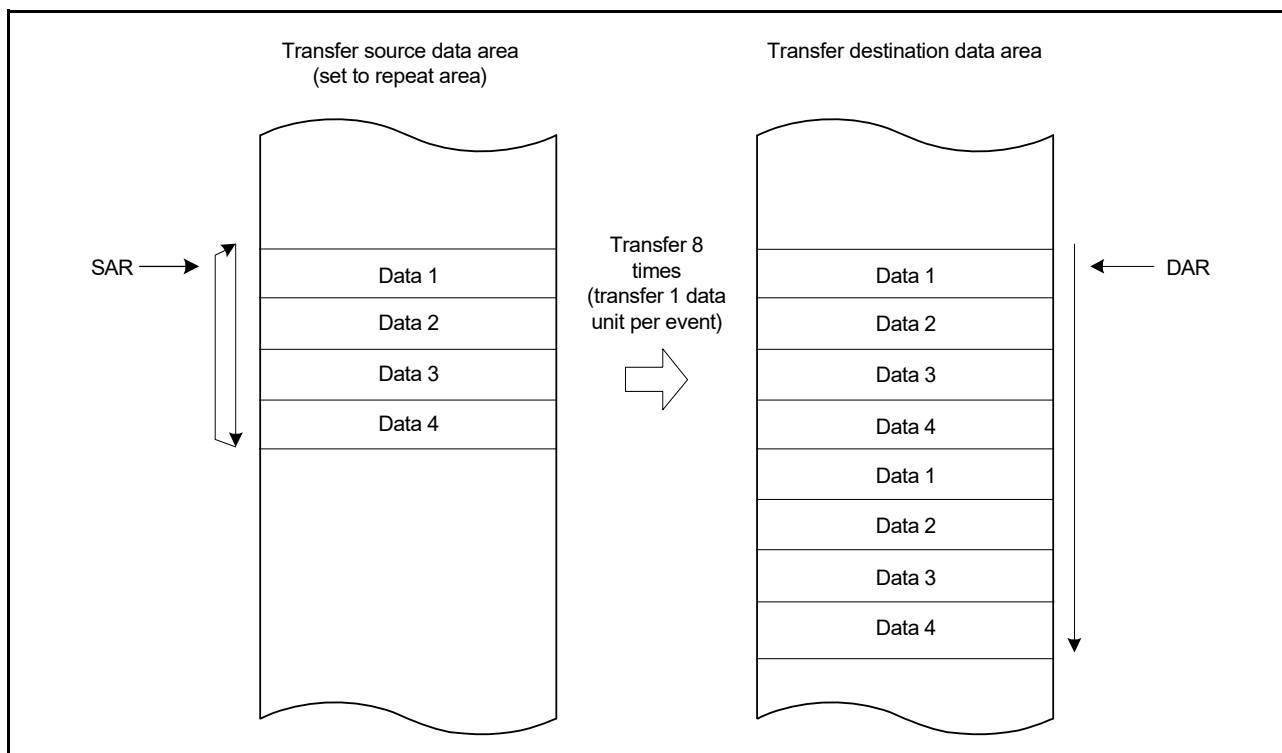 Transfer source data area
(set to repeat area)
Transfer destination data area
SAR
Data 1
Data 2
Data 3
Data 4
Transfer 8
times
(transfer 1 data
unit per event)
Data 1
Data 2
Data 3
Data 4
Data 1
Data 2
Data 3
Data 4
DAR